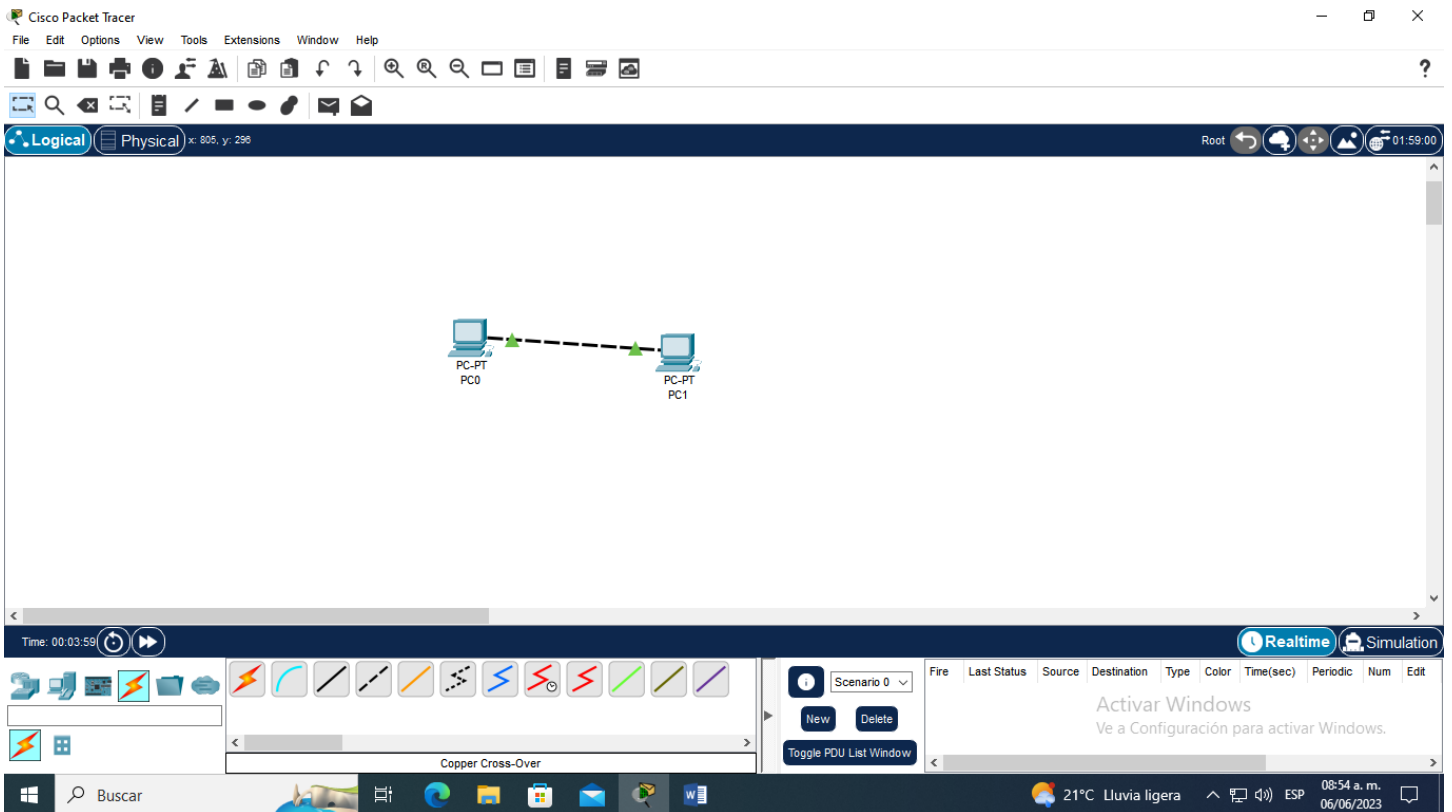 Cisco Packet Tracer
File Edit Options View Tools Extensions Window Help
?
Logical Physical x: 805, y: 296 Root 01:59:00
PC-PT
PC0
PC-PT
PC1
Time: 00:03:59 Realtime Simulation
Scenario 0
New Delete
Toggle PDU List Window
Fire Last Status Source Destination Type Color Time(sec) Periodic Num Edit
Activar Windows
Ve a Configuración para activar Windows.
Copper Cross-Over
Buscar
21°C Lluvia ligera ESP 08:54 a. m.
06/06/2023